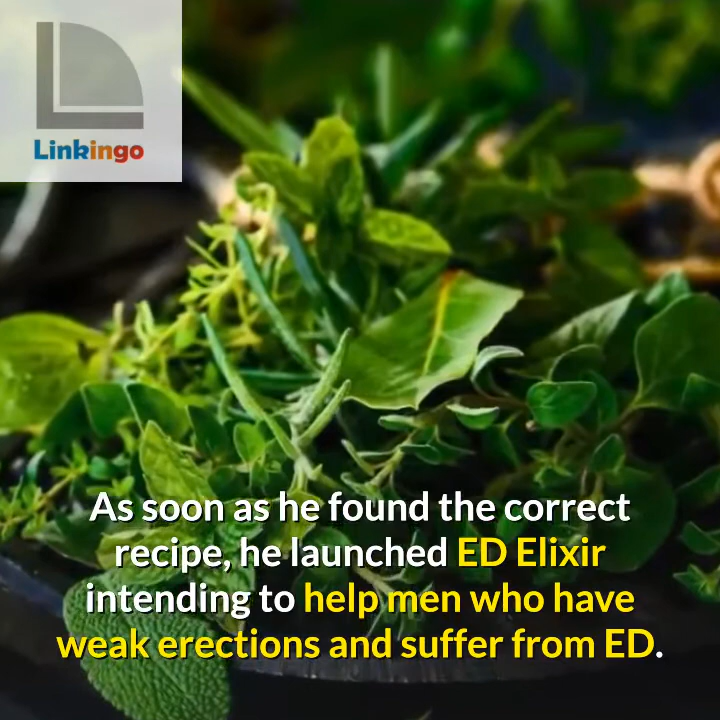 Linkingo
As soon as he found the correct
recipe, he launched ED Elixir
intending to help men who have
weak erections and suffer from ED.